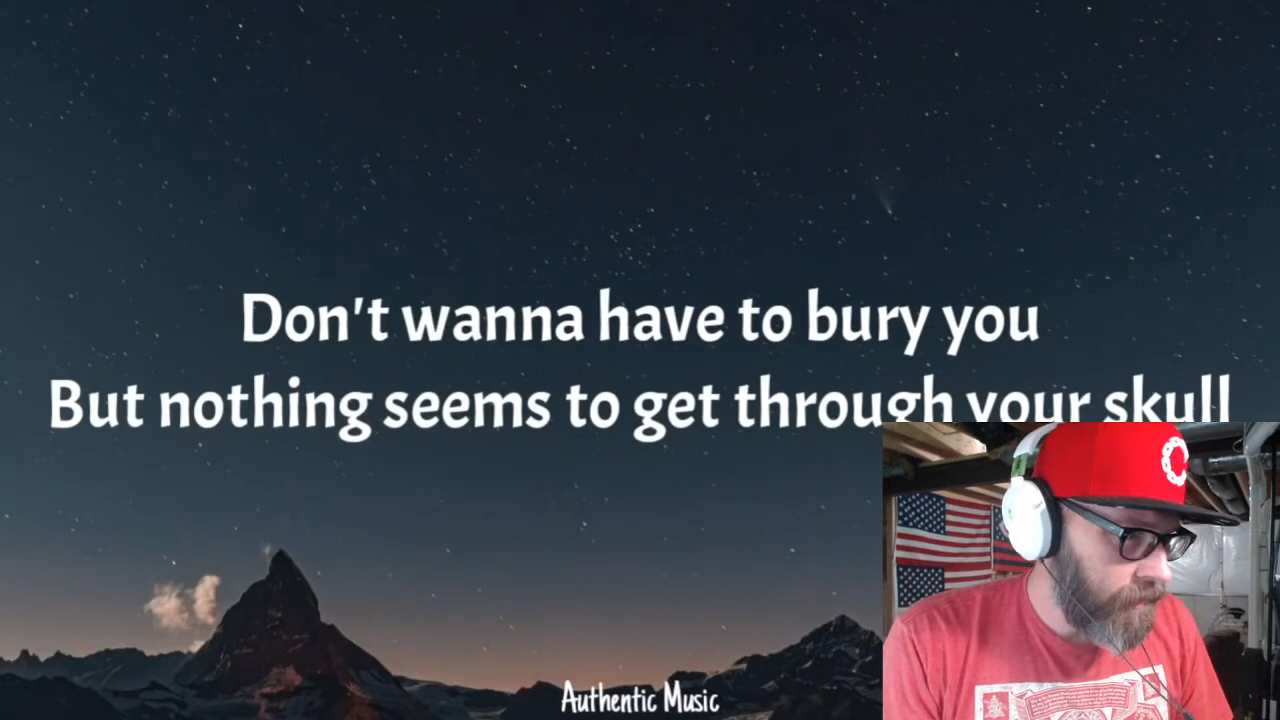 Don't wanna have to bury you
But nothing seems to get through your skull
Authentic Music